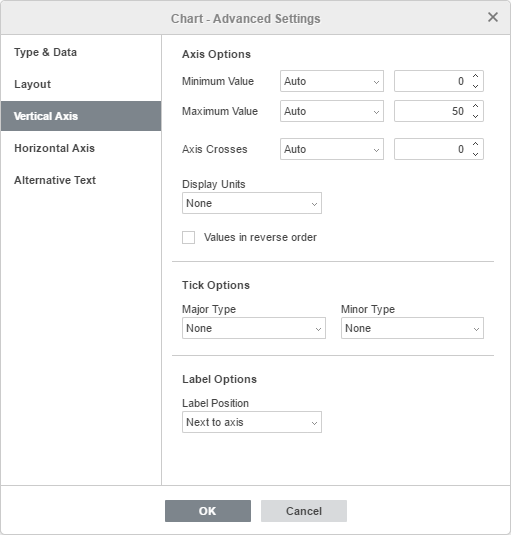 Chart - Advanced Settings
Type & Data
Layout
Vertical Axis
Horizontal Axis
Alternative Text
Axis Options
Minimum Value Auto 0
Maximum Value Auto 50
Axis Crosses Auto 0
Display Units
None
Values in reverse order
Tick Options
Major Type Minor Type
None None
Label Options
Label Position
Next to axis
OK Cancel